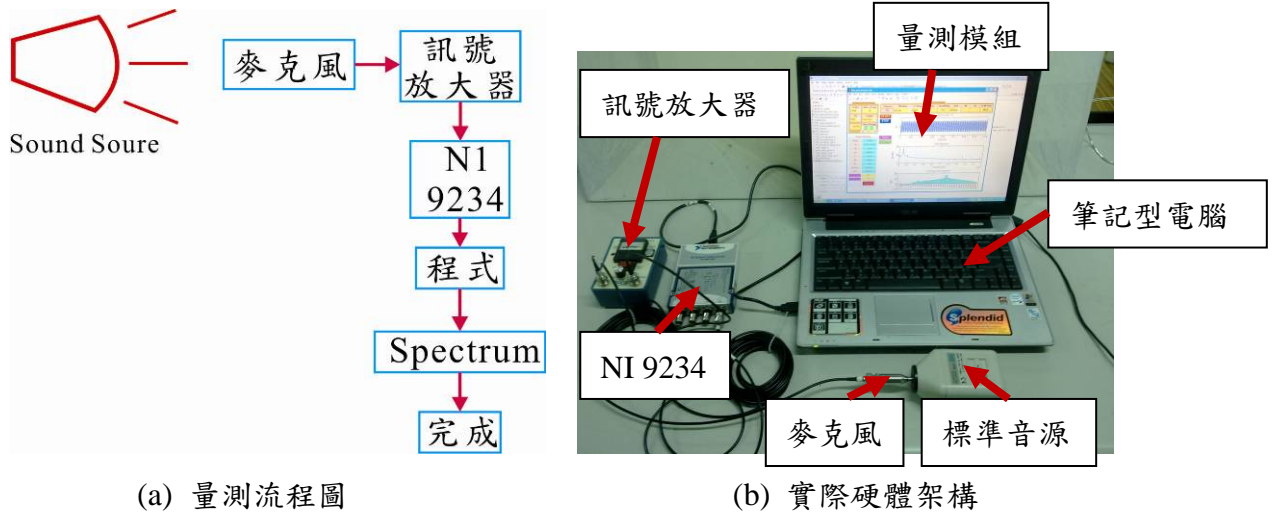 Sound Soure
麥克風
訊號
放大器
N1
9234
程式
Spectrum
完成
(a) 量測流程圖
量測模組
訊號放大器
筆記型電腦
Splendid
NI 9234
麥克風
標準音源
(b) 實際硬體架構